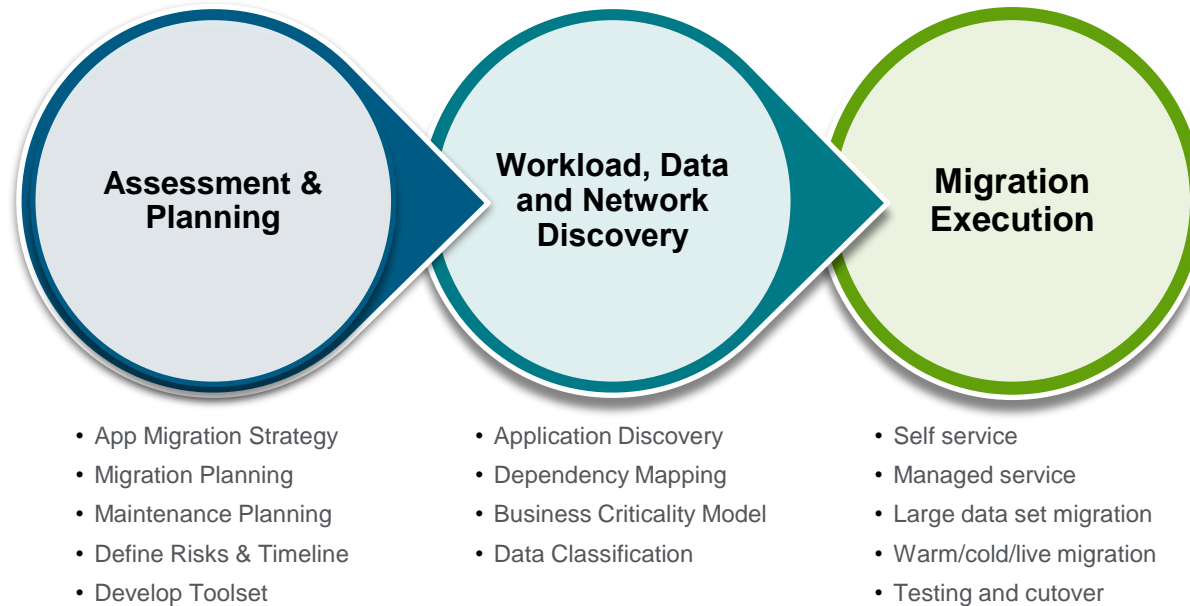 Assessment &
Planning
Workload, Data
and Network
Discovery
Migration
Execution
• App Migration Strategy
• Migration Planning
• Maintenance Planning
• Define Risks & Timeline
• Develop Toolset
• Application Discovery
• Dependency Mapping
• Business Criticality Model
• Data Classification
• Self service
• Managed service
• Large data set migration
• Warm/cold/live migration
• Testing and cutover